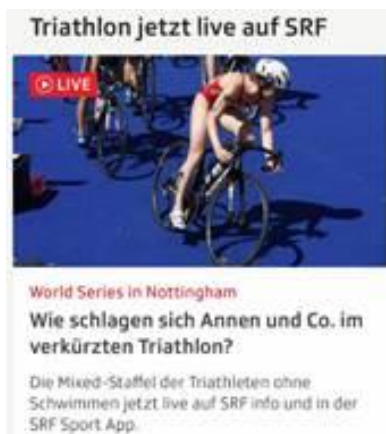 Triathlon jetzt live auf SRF
LIVE
World Series in Nottingham
Wie schlagen sich Annen und Co. im
verkürzten Triathlon?
Die Mixed-Staffel der Triathleten ohne
Schwimmen jetzt live auf SRF info und in der
SRF Sport App.